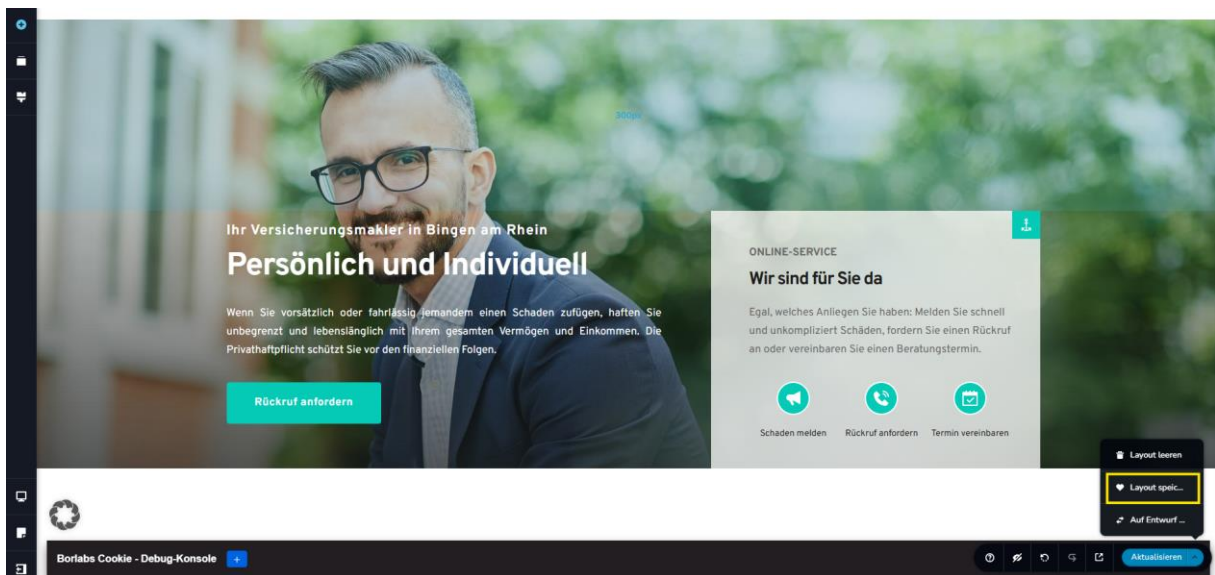 300px
Ihr Versicherungsmakler in Bingen am Rhein
Persönlich und Individuell
Wenn Sie vorsätzlich oder fahrlässig jemandem einen Schaden zufügen, haften Sie
unbegrenzt und lebenslänglich mit Ihrem gesamten Vermögen und Einkommen. Die
Privathaftpflicht schützt Sie vor den finanziellen Folgen.
Rückruf anfordern
ONLINE-SERVICE
Wir sind für Sie da
Egal, welches Anliegen Sie haben: Melden Sie schnell
und unkompliziert Schäden, fordern Sie einen Rückruf
an oder vereinbaren Sie einen Beratungstermin.
Schaden melden Rückruf anfordern Termin vereinbaren
Layout leeren
Layout speic...
Auf Entwurf ...
Borlabs Cookie - Debug-Konsole
Aktualisieren